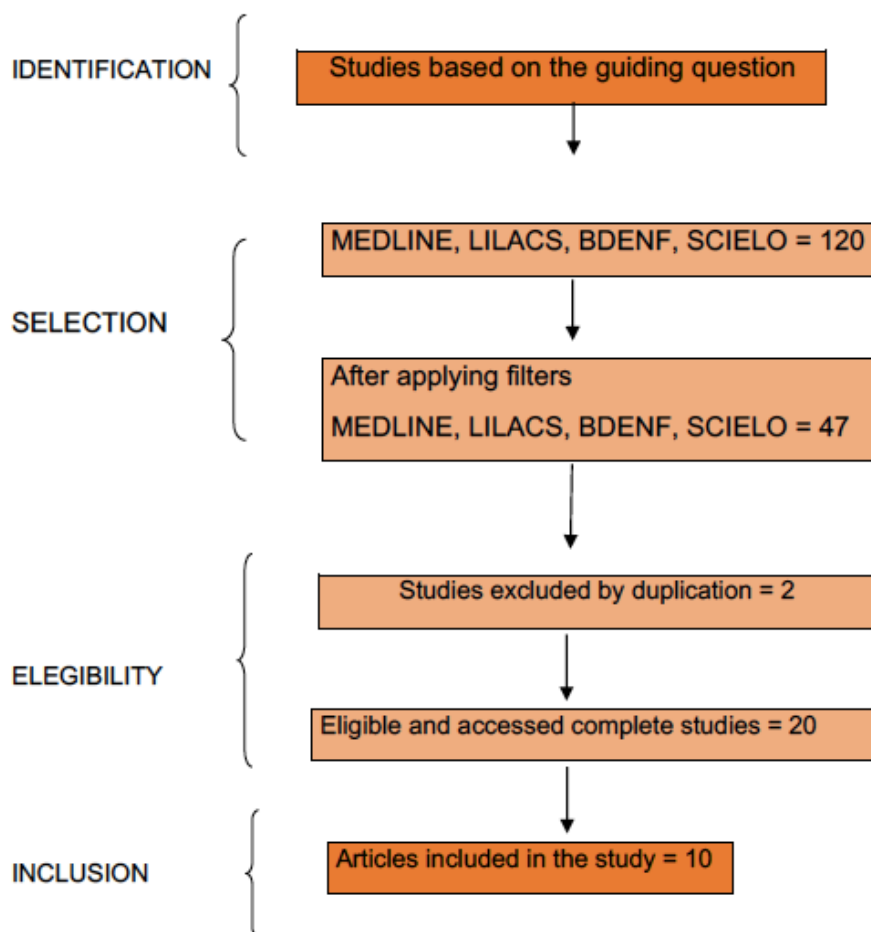 IDENTIFICATION
Studies based on the guiding question
SELECTION
MEDLINE, LILACS, BDENF, SCIELO = 120
After applying filters
MEDLINE, LILACS, BDENF, SCIELO = 47
ELEGIBILITY
Studies excluded by duplication = 2
Eligible and accessed complete studies = 20
INCLUSION
Articles included in the study = 10